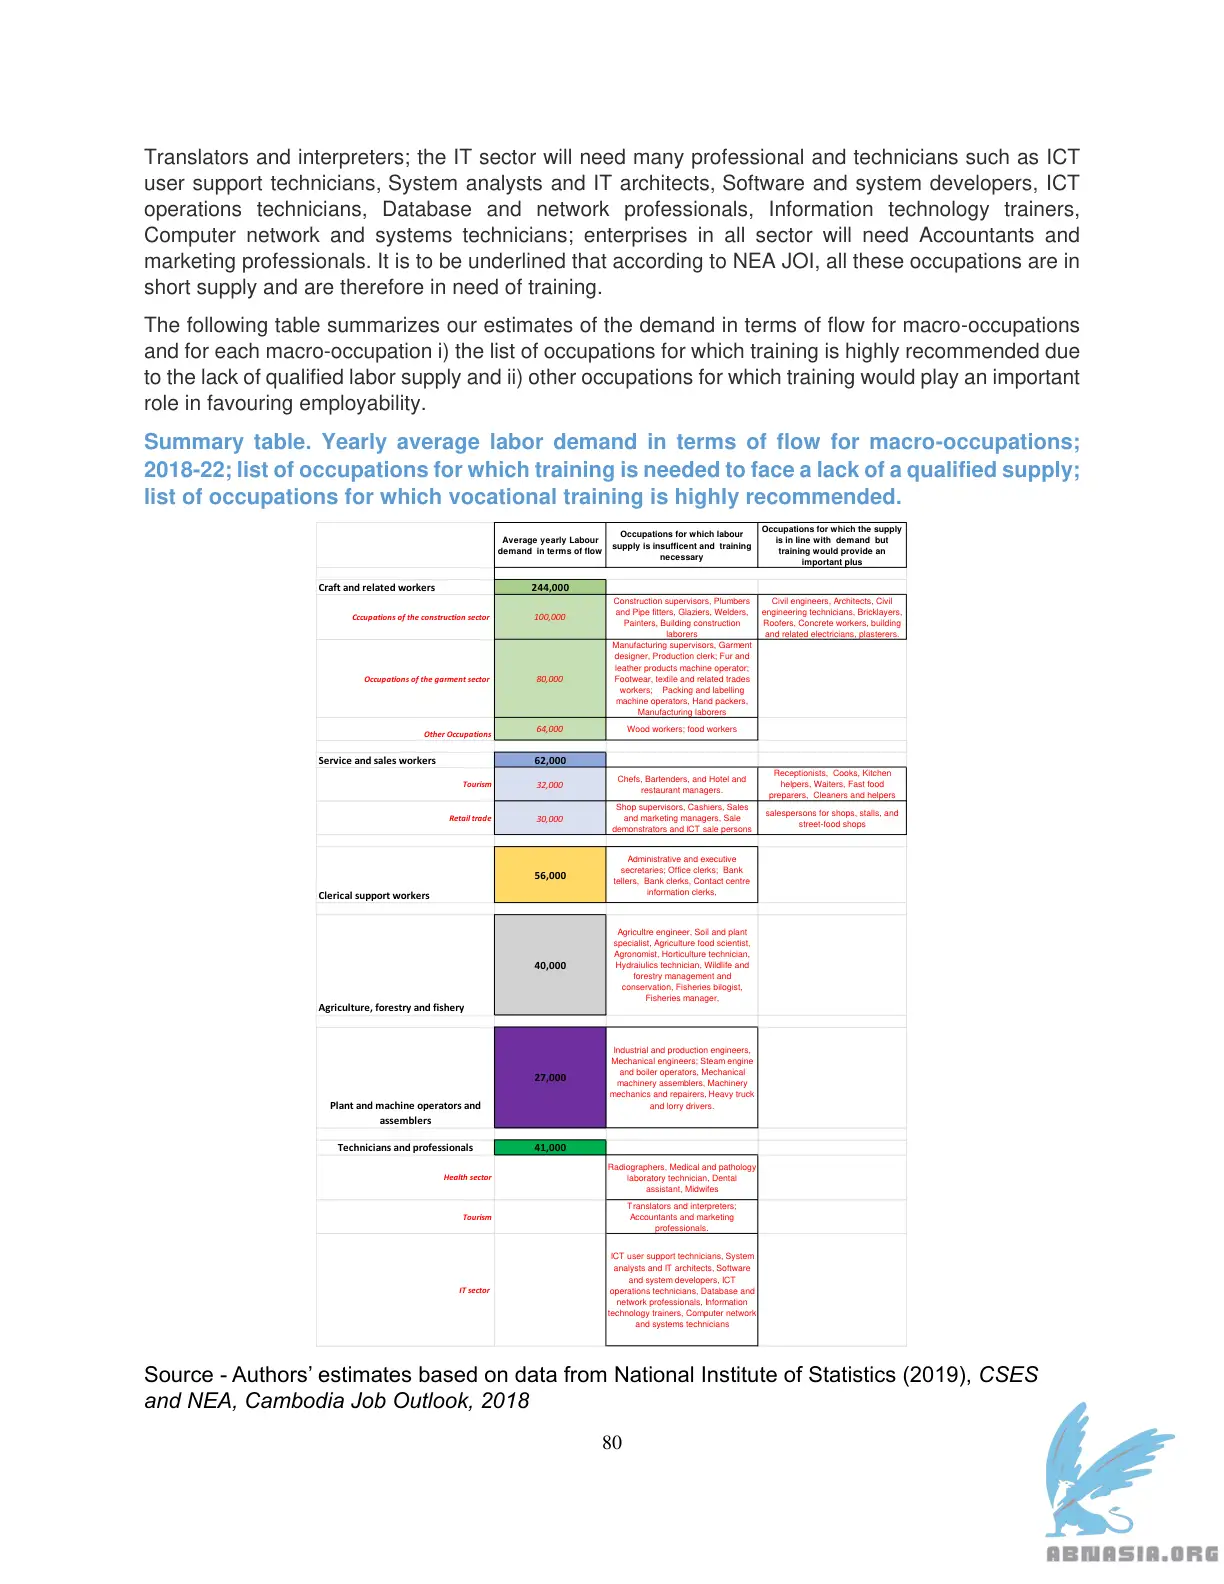 Translators and interpreters; the IT sector will need many professional and technicians such as ICT
user support technicians, System analysts and IT architects, Software and system developers, ICT
operations technicians, Database and network professionals, Information technology trainers,
Computer network and systems technicians; enterprises in all sector will need Accountants and
marketing professionals. It is to be underlined that according to NEA JOI, all these occupations are in
short supply and are therefore in need of training.
The following table summarizes our estimates of the demand in terms of flow for macro-occupations
and for each macro-occupation i) the list of occupations for which training is highly recommended due
to the lack of qualified labor supply and ii) other occupations for which training would play an important
role in favouring employability.
Summary table. Yearly average labor demand in terms of flow for macro-occupations;
2018-22; list of occupations for which training is needed to face a lack of a qualified supply;
list of occupations for which vocational training is highly recommended.
Average yearly Labour
demand in terms of flow
Occupations for which labour
supply is insufficent and training
necessary
Occupations for which the supply
is in line with demand but
training would provide an
important plus
Craft and related workers
244,000
Cccupations of the construction sector
100,000
Construction supervisors, Plumbers
and Pipe fitters, Glaziers, Welders,
Painters, Building construction
laborers
Civil engineers, Architects, Civil
engineering technicians, Bricklayers,
Roofers, Concrete workers, building
and related electricians, plasterers.
Occupations of the garment sector
80,000
Manufacturing supervisors, Garment
designer, Production clerk; Fur and
leather products machine operator;
Footwear, textile and related trades
workers; Packing and labelling
machine operators, Hand packers,
Manufacturing laborers
Other Occupations
64,000
Wood workers; food workers
Service and sales workers
62,000
Tourism
32,000
Chefs, Bartenders, and Hotel and
restaurant managers.
Receptionists, Cooks, Kitchen
helpers, Waiters, Fast food
preparers, Cleaners and helpers
Retail trade
30,000
Shop supervisors, Cashiers, Sales
and marketing managers. Sale
demonstrators and ICT sale persons
salespersons for shops, stalls, and
street-food shops
Clerical support workers
56,000
Administrative and executive
secretaries; Office clerks; Bank
tellers, Bank clerks, Contact centre
information clerks,
Agriculture, forestry and fishery
40,000
Agricultre engineer, Soil and plant
specialist, Agriculture food scientist,
Agronomist, Horticulture technician,
Hydraiulics technician, Wildlife and
forestry management and
conservation, Fisheries bilogist,
Fisheries manager.
Plant and machine operators and
assemblers
27,000
Industrial and production engineers,
Mechanical engineers; Steam engine
and boiler operators, Mechanical
machinery assemblers, Machinery
mechanics and repairers, Heavy truck
and lorry drivers.
Technicians and professionals
41,000
Health sector
Radiographers, Medical and pathology
laboratory technician, Dental
assistant, Midwifes
Tourism
Translators and interpreters;
Accountants and marketing
professionals.
IT sector
ICT user support technicians, System
analysts and IT architects, Software
and system developers, ICT
operations technicians, Database and
network professionals, Information
technology trainers, Computer network
and systems technicians
Source - Authors’ estimates based on data from National Institute of Statistics (2019), CSES
and NEA, Cambodia Job Outlook, 2018
80
ABNASIA.ORG